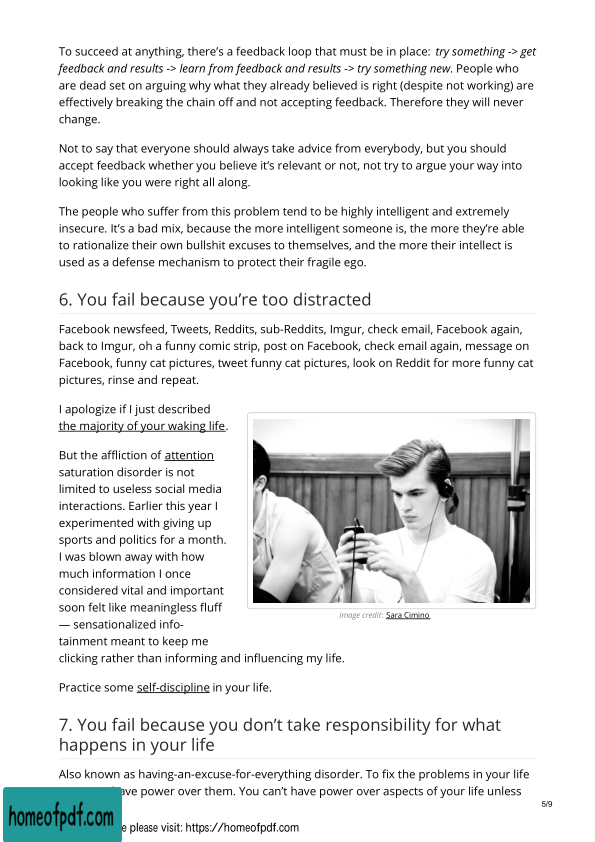 To succeed at anything, there’s a feedback loop that must be in place: try something -> get
feedback and results -> learn from feedback and results -> try something new. People who
are dead set on arguing why what they already believed is right (despite not working) are
effectively breaking the chain off and not accepting feedback. Therefore they will never
change.
Not to say that everyone should always take advice from everybody, but you should
accept feedback whether you believe it’s relevant or not, not try to argue your way into
looking like you were right all along.
The people who suffer from this problem tend to be highly intelligent and extremely
insecure. It’s a bad mix, because the more intelligent someone is, the more they’re able
to rationalize their own bullshit excuses to themselves, and the more their intellect is
used as a defense mechanism to protect their fragile ego.
6. You fail because you’re too distracted
Facebook newsfeed, Tweets, Reddits, sub-Reddits, Imgur, check email, Facebook again,
back to Imgur, oh a funny comic strip, post on Facebook, check email again, message on
Facebook, funny cat pictures, tweet funny cat pictures, look on Reddit for more funny cat
pictures, rinse and repeat.
I apologize if I just described
the majority of your waking life.
But the affliction of attention
saturation disorder is not
limited to useless social media
interactions. Earlier this year I
experimented with giving up
sports and politics for a month.
I was blown away with how
much information I once
considered vital and important
soon felt like meaningless fluff
— sensationalized info-
tainment meant to keep me
clicking rather than informing and influencing my life.
Image credit: Sara Cimino
Practice some self-discipline in your life.
7. You fail because you don’t take responsibility for what
happens in your life
Also known as having-an-excuse-for-everything disorder. To fix the problems in your life
power over them. You can’t have power over aspects of your life unless
5/9
homeofpdf.com
please visit: https://homeofpdf.com